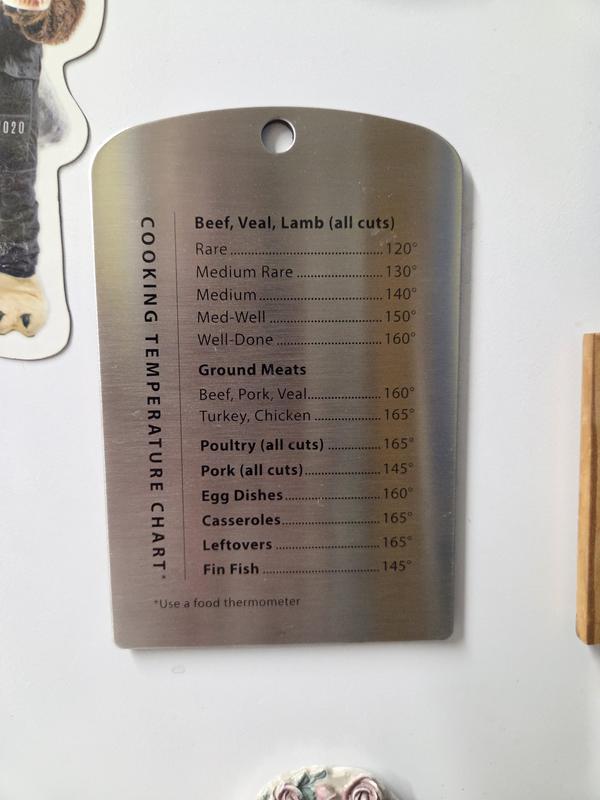 020
COOKING TEMPERATURE CHART*
Beef, Veal, Lamb (all cuts)
Rare 120°
Medium Rare 130°
Medium 140°
Med-Well 150°
Well-Done 160°
Ground Meats
Beef, Pork, Veal 160°
Turkey, Chicken 165°
Poultry (all cuts) 165°
Pork (all cuts) 145°
Egg Dishes 160°
Casseroles 165°
Leftovers 165°
Fin Fish 145°
*Use a food thermometer